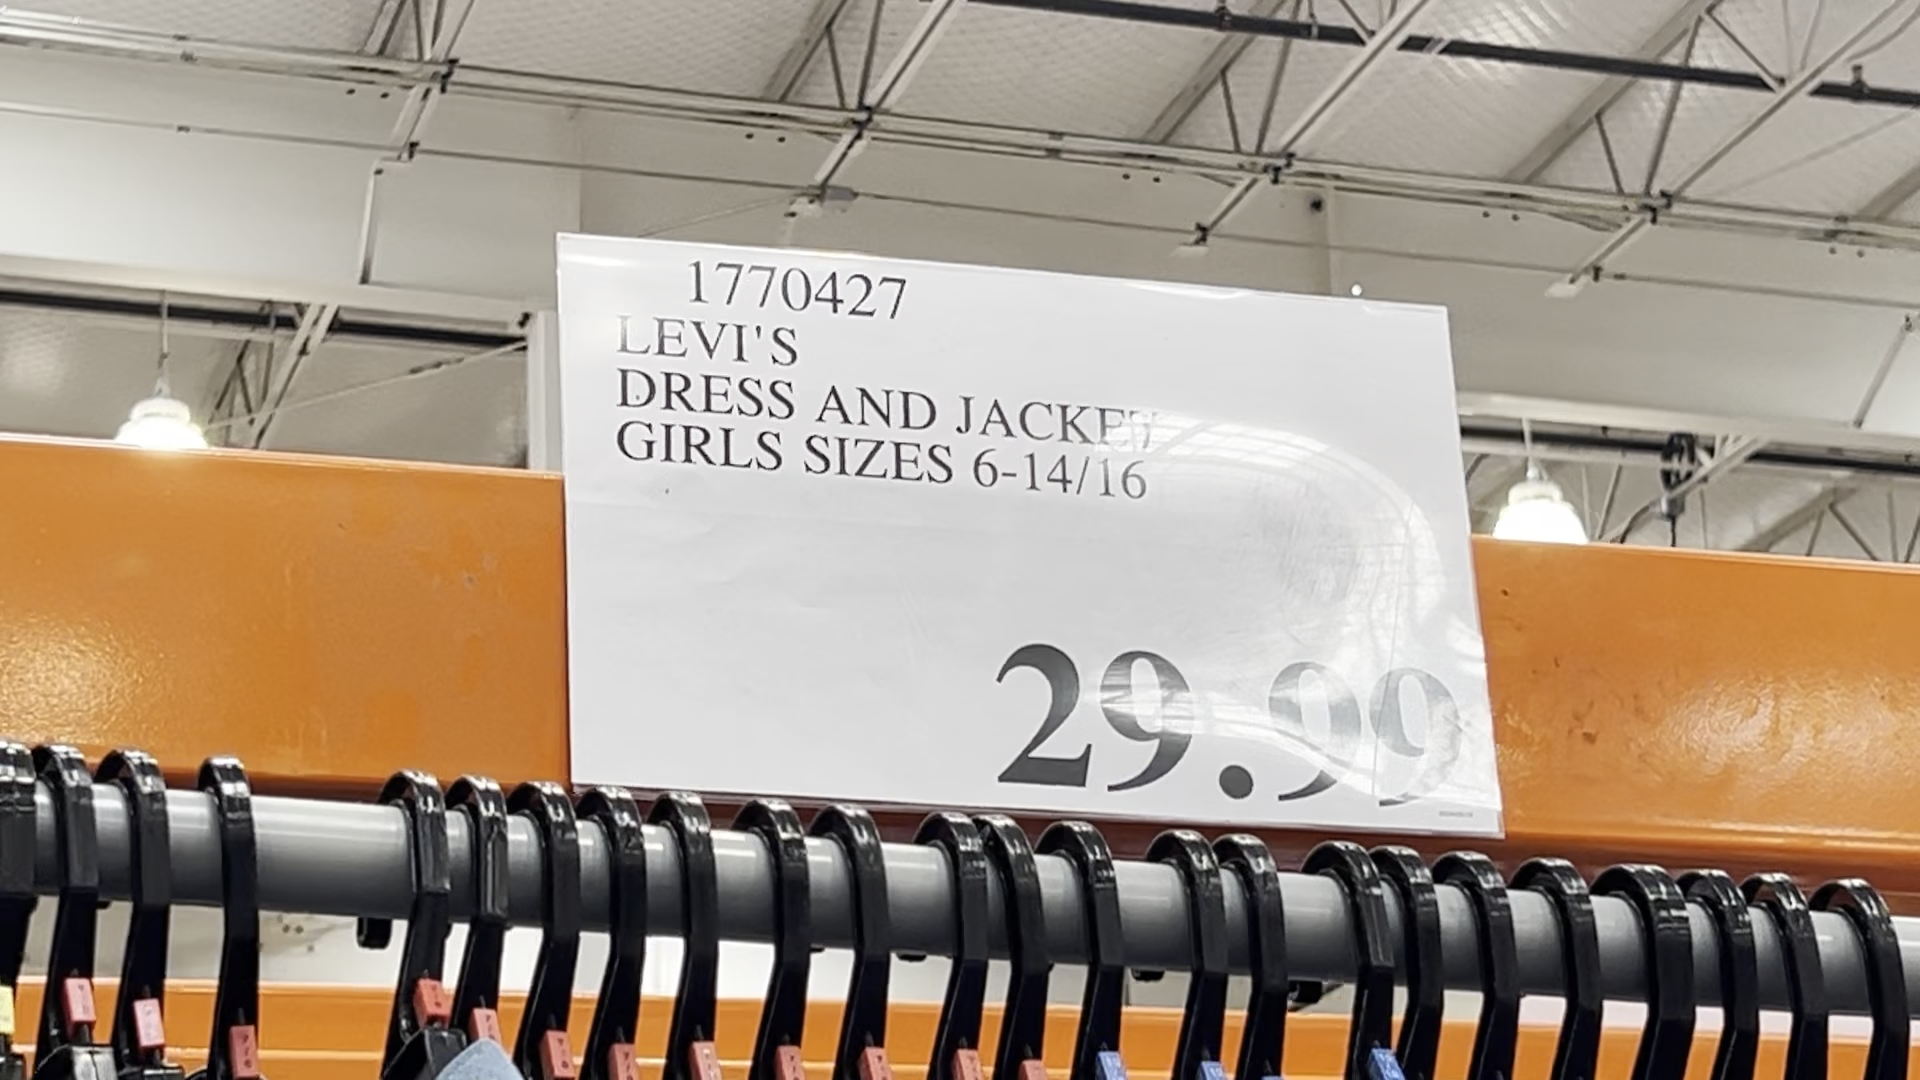 1770427
LEVI'S
DRESS AND JACKET
GIRLS SIZES 6-14/16
29.99